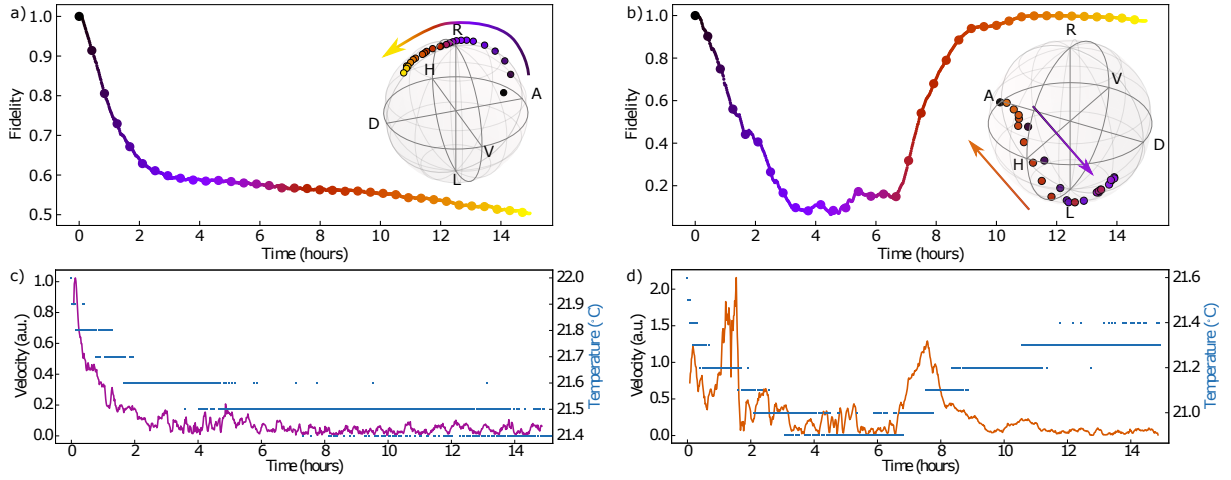 a)
1.0
0.9
0.8
0.7
0.6
0.5
Fidelity
0 2 4 6 8 10 12 14
Time (hours)
R
H
A
D
V
L
b)
1.0
0.8
0.6
0.4
0.2
Fidelity
0 2 4 6 8 10 12 14
Time (hours)
R
V
A
D
H
L
c)
1.0
0.8
0.6
0.4
0.2
0.0
Velocity (a.u.)
22.0
21.9
21.8
21.7
21.6
21.5
21.4
Temperature (◦C)
0 2 4 6 8 10 12 14
Time (hours)
d)
2.0
1.5
1.0
0.5
0.0
Velocity (a.u.)
21.6
21.4
21.2
21.0
Temperature (◦C)
0 2 4 6 8 10 12 14
Time (hours)